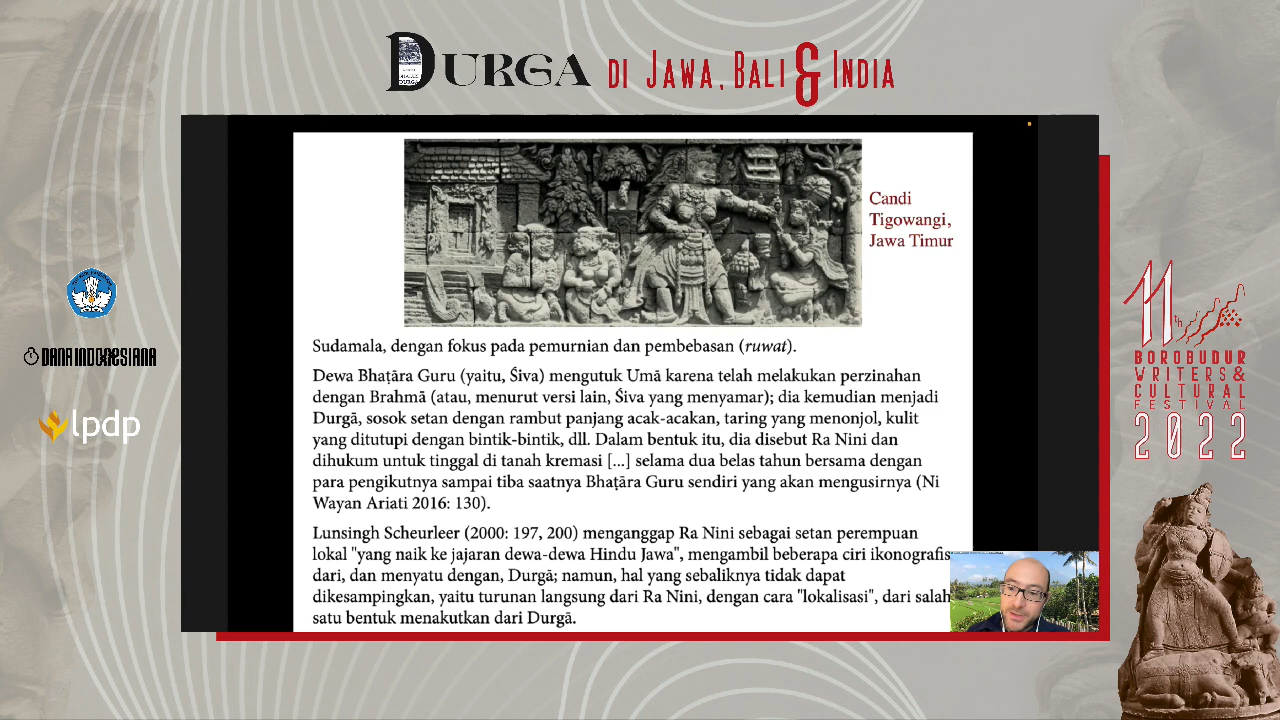 DURGA DI JAWA, BALI & INDIA
Candi
Tigowangi,
Jawa Timur
Sudamala, dengan fokus pada pemurnian dan pembebasan (ruwat).
Dewa Bhaṭāra Guru (yaitu, Śiva) mengutuk Umā karena telah melakukan perzinahan
dengan Brahmā (atau, menurut versi lain, Śiva yang menyamar); dia kemudian menjadi
Durgā, sosok setan dengan rambut panjang acak-acakan, taring yang menonjol, kulit
yang ditutupi dengan bintik-bintik, dll. Dalam bentuk itu, dia disebut Ra Nini dan
dihukum untuk tinggal di tanah kremasi [...] selama dua belas tahun bersama dengan
para pengikutnya sampai tiba saatnya Bhaṭāra Guru sendiri yang akan mengusirnya (Ni
Wayan Ariati 2016: 130).
Lunsingh Scheurleer (2000: 197, 200) menganggap Ra Nini sebagai setan perempuan
lokal "yang naik ke jajaran dewa-dewa Hindu Jawa", mengambil beberapa ciri ikonografis
dari, dan menyatu dengan, Durgā; namun, hal yang sebaliknya tidak dapat
dikesampingkan, yaitu turunan langsung dari Ra Nini, dengan cara "lokalisasi", dari salah
satu bentuk menakutkan dari Durgā.
DANA INDONESIANA
lpdp
11th
BOROBUDUR
WRITERS &
CULTURAL
FESTIVAL
2022